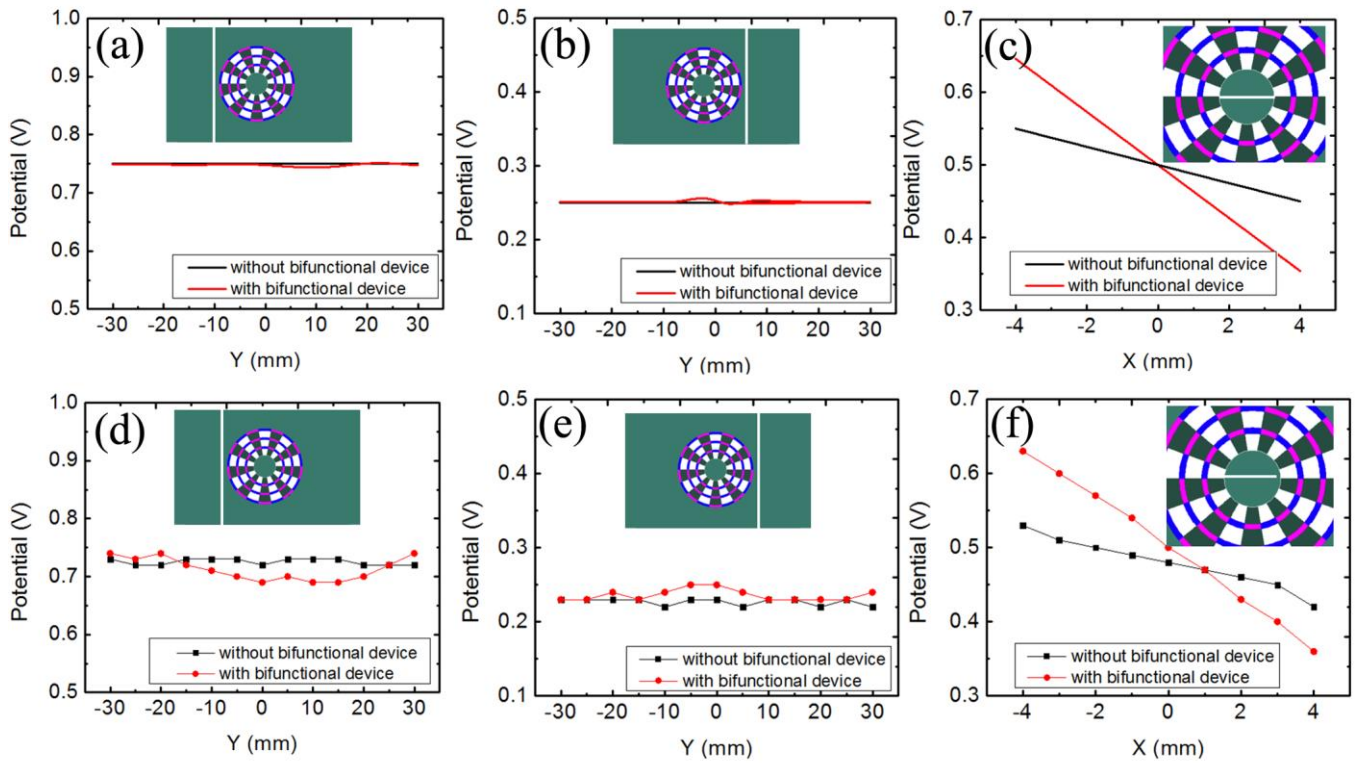 (a)
1.0
0.9
0.8
0.7
0.6
0.5
Potential (V)
without bifunctional device
with bifunctional device
-30 -20 -10 0 10 20 30
Y (mm)
(b)
0.5
0.4
0.3
0.2
0.1
Potential (V)
without bifunctional device
with bifunctional device
-30 -20 -10 0 10 20 30
Y (mm)
(c)
0.7
0.6
0.5
0.4
0.3
Potential (V)
without bifunctional device
with bifunctional device
-4 -2 0 2 4
X (mm)
(d)
1.0
0.9
0.8
0.7
0.6
0.5
Potential (V)
without bifunctional device
with bifunctional device
-30 -20 -10 0 10 20 30
Y (mm)
(e)
0.5
0.4
0.3
0.2
0.1
Potential (V)
without bifunctional device
with bifunctional device
-30 -20 -10 0 10 20 30
Y (mm)
(f)
0.7
0.6
0.5
0.4
0.3
Potential (V)
without bifunctional device
with bifunctional device
-4 -2 0 2 4
X (mm)